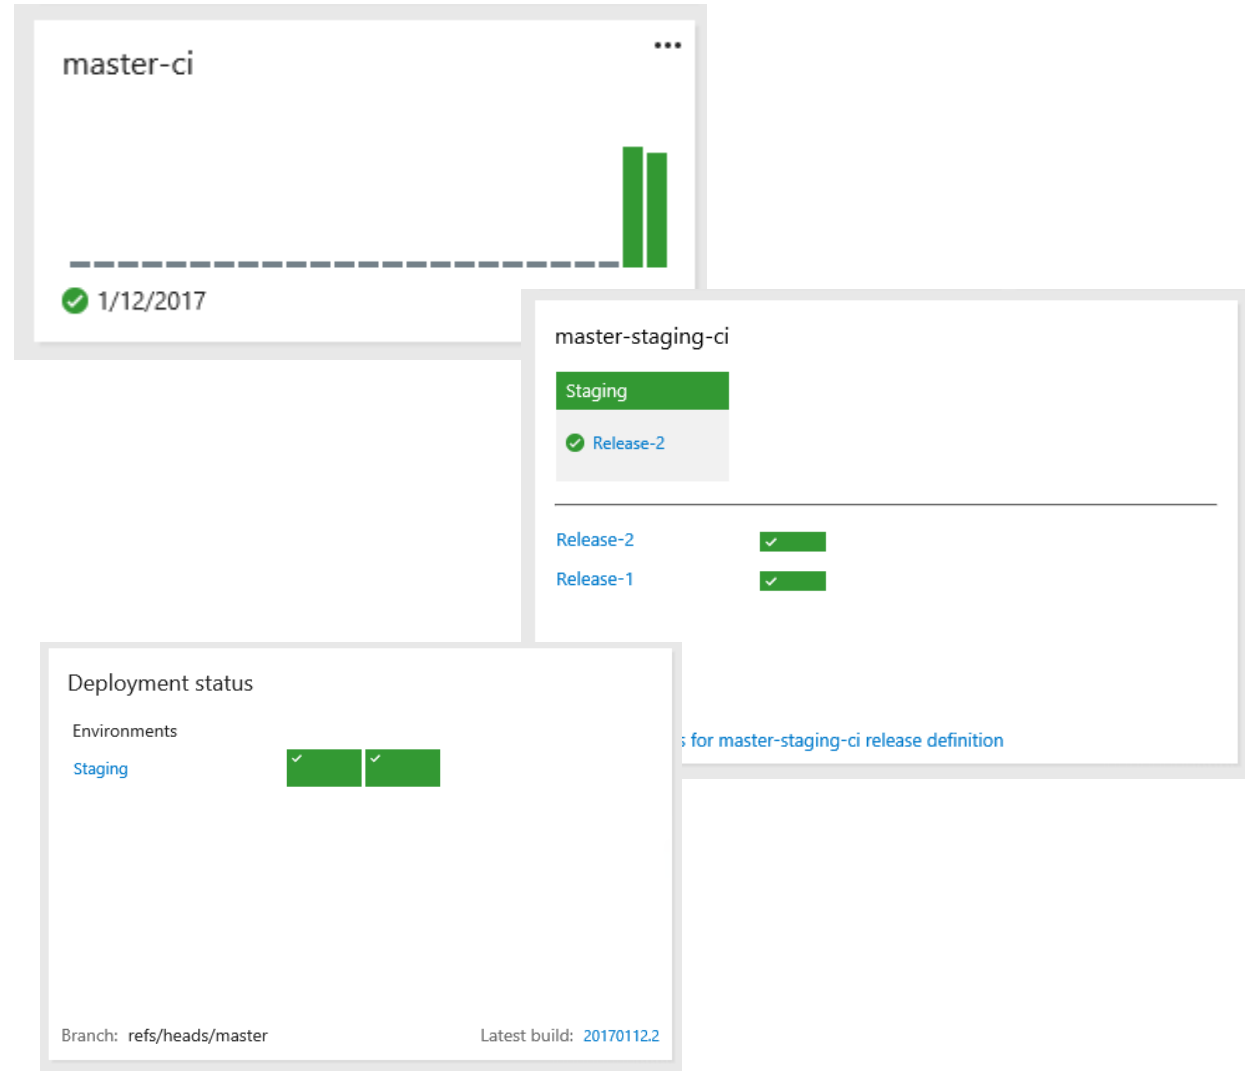 master-ci
1/12/2017
master-staging-ci
Staging
Release-2
Release-2
Release-1
for master-staging-ci release definition
Deployment status
Environments
Staging
Branch: refs/heads/master
Latest build: 20170112.2